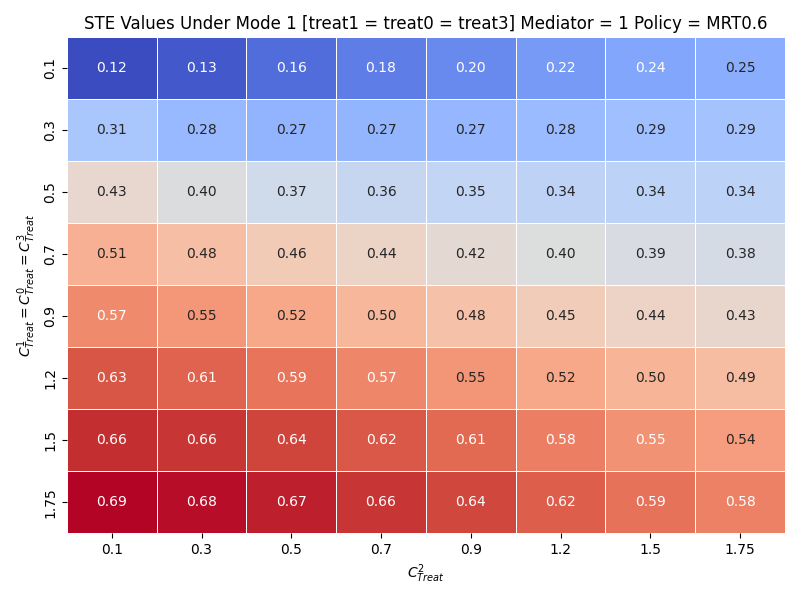 STE Values Under Mode 1 [treat1 = treat0 = treat3] Mediator = 1 Policy = MRT0.6
C^1_{Treat} = C^0_{Treat} = C^3_{Treat}
0.1 0.12 0.13 0.16 0.18 0.20 0.22 0.24 0.25
0.3 0.31 0.28 0.27 0.27 0.27 0.28 0.29 0.29
0.5 0.43 0.40 0.37 0.36 0.35 0.34 0.34 0.34
0.7 0.51 0.48 0.46 0.44 0.42 0.40 0.39 0.38
0.9 0.57 0.55 0.52 0.50 0.48 0.45 0.44 0.43
1.2 0.63 0.61 0.59 0.57 0.55 0.52 0.50 0.49
1.5 0.66 0.66 0.64 0.62 0.61 0.58 0.55 0.54
1.75 0.69 0.68 0.67 0.66 0.64 0.62 0.59 0.58
0.1 0.3 0.5 0.7 0.9 1.2 1.5 1.75
C^2_{Treat}